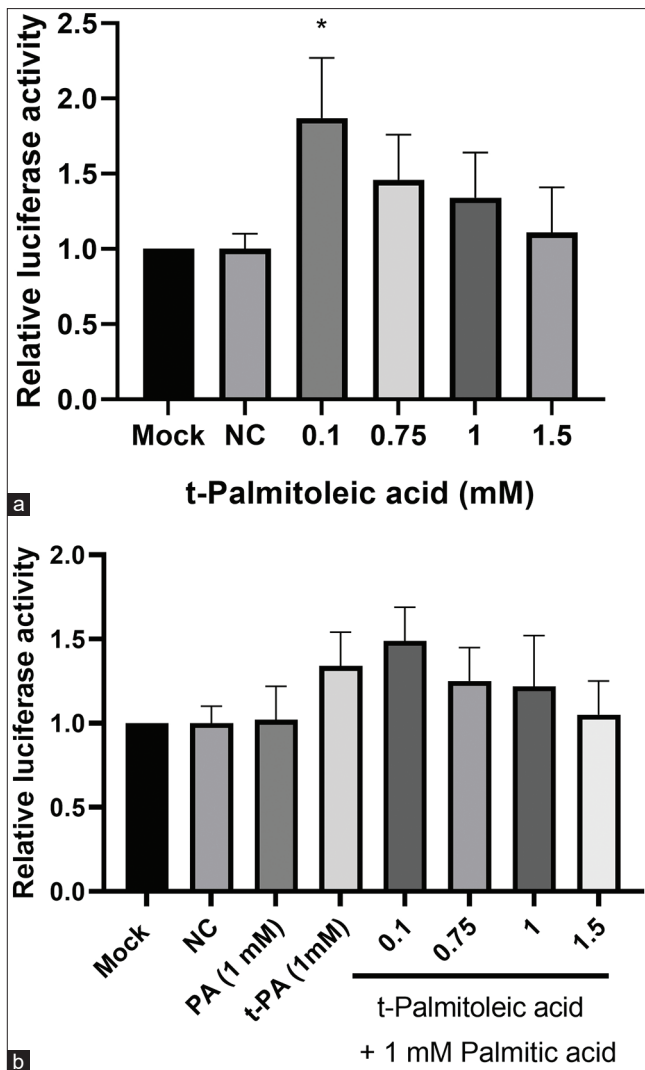 Relative luciferase activity
2.5
2.0
1.5
1.0
0.5
0.0
*
Mock NC 0.1 0.75 1 1.5
t-Palmitoleic acid (mM)
a
Relative luciferase activity
2.0
1.5
1.0
0.5
0.0
Mock NC PA (1 mM) t-PA (1mM) 0.1 0.75 1 1.5
t-Palmitoleic acid
+ 1 mM Palmitic acid
b